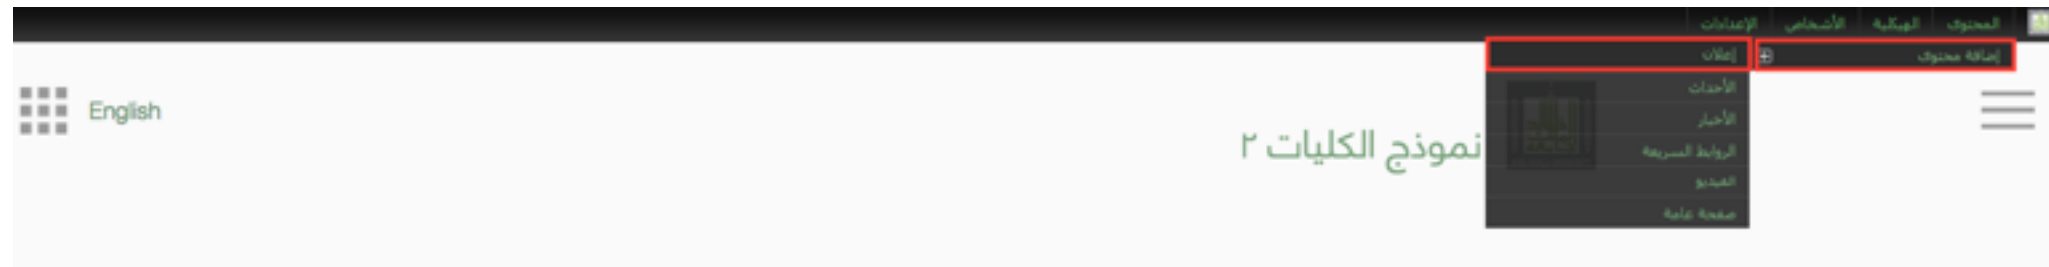 المحتوى الهيكلية الأشخاص الإعدادات
إضافة محتوى
إعلان
الأحداث
الأخبار
الروابط السريعة
الفيديو
صفحة عامة
نموذج الكليات ٢
English